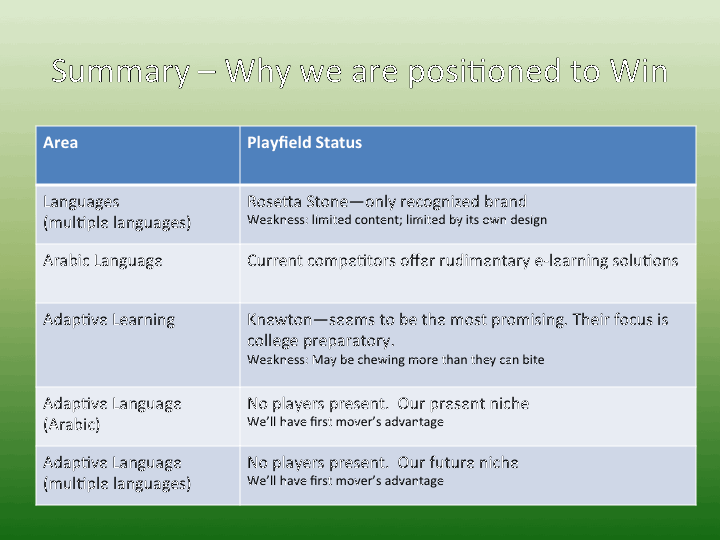 Summary – Why we are positioned to Win
Area
Playfield Status
Languages
(multiple languages)
Rosetta Stone—only recognized brand
Weakness: limited content; limited by its own design
Arabic Language
Current competitors offer rudimentary e-learning solutions
Adaptive Learning
Knewton—seems to be the most promising. Their focus is
college preparatory.
Weakness: May be chewing more than they can bite
Adaptive Language
(Arabic)
No players present.  Our present niche
We'll have first mover's advantage
Adaptive Language
(multiple languages)
No players present.  Our future niche
We'll have first mover's advantage